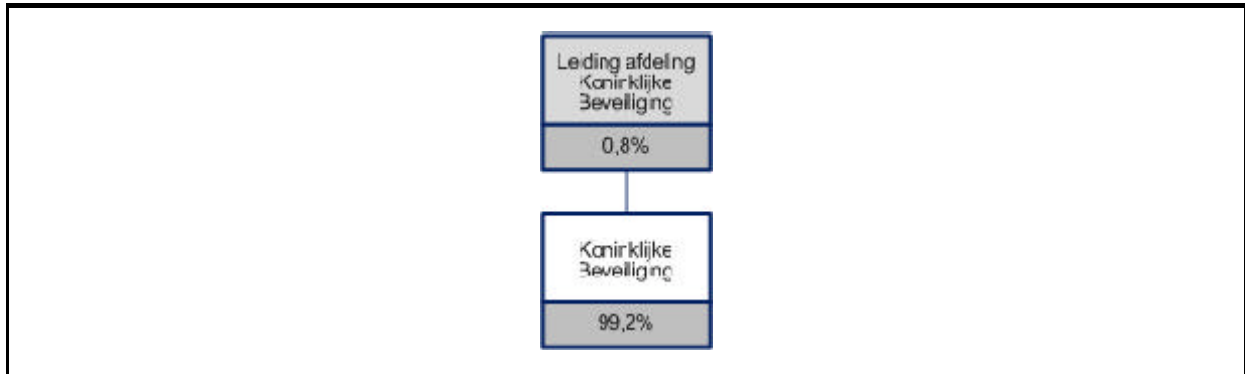 Leiding afdeling
Koninklijke
Beveiliging
0,8%
Koninklijke
Beveiliging
99,2%